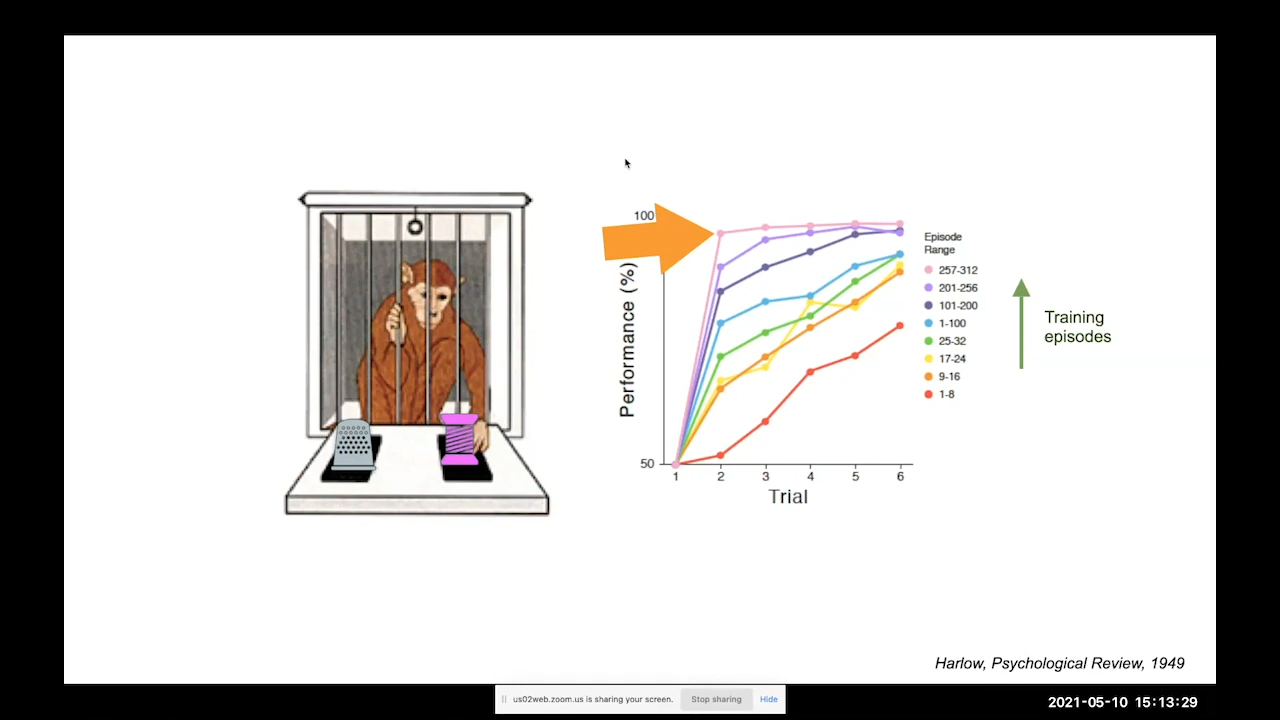 100
Performance (%)
50
1 2 3 4 5 6
Trial
Episode
Range
257-312
201-256
101-200
1-100
25-32
17-24
9-16
1-8
Training
episodes
Harlow, Psychological Review, 1949
us02web.zoom.us is sharing your screen. Stop sharing Hide
2021-05-10 15:13:29